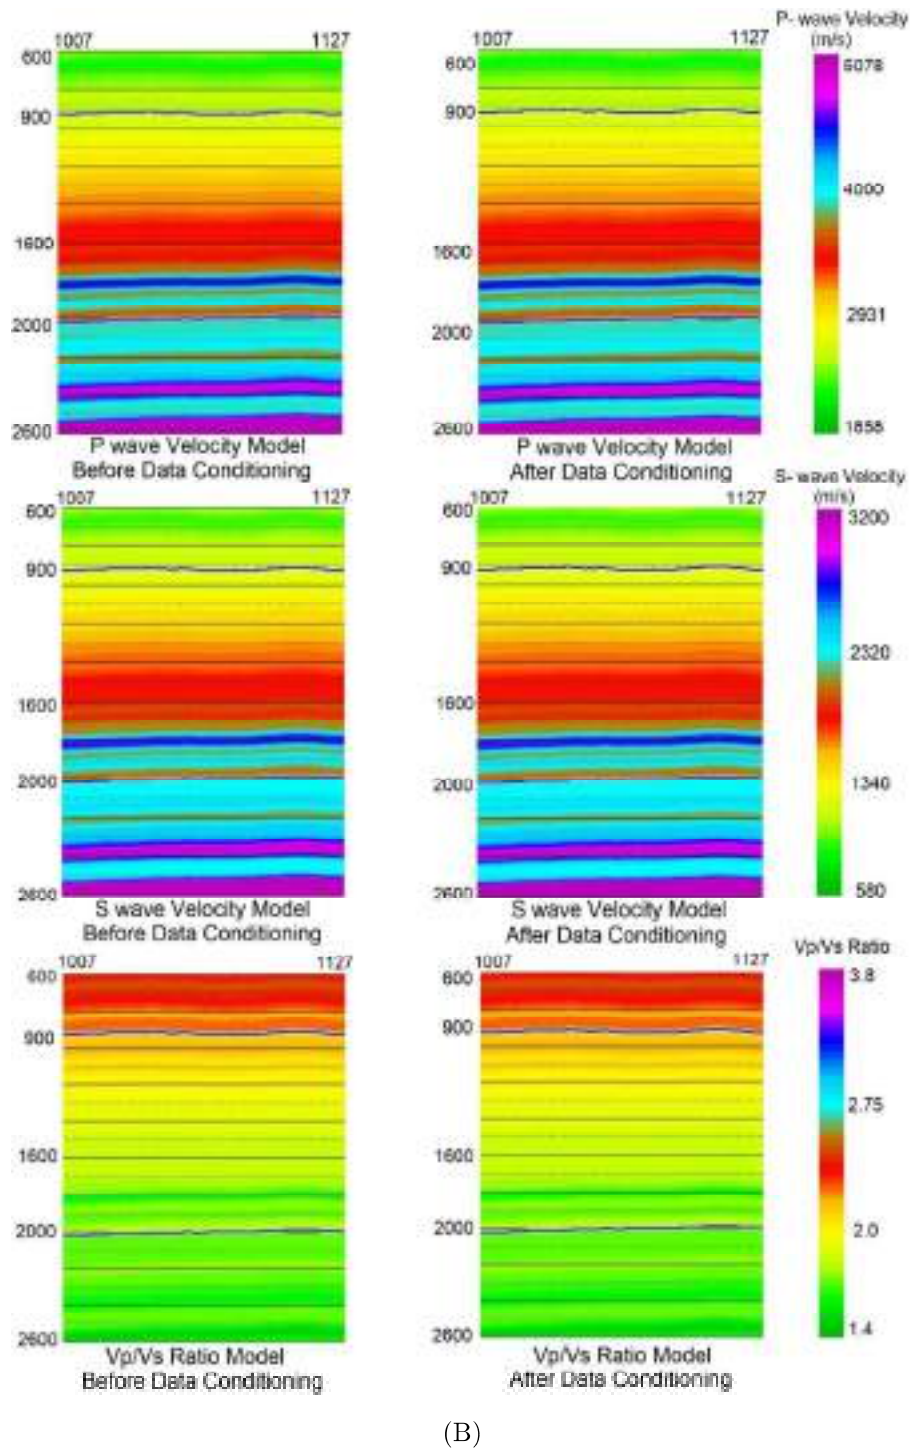 P- wave Velocity
(m/s)
1007 1127 1007 1127
600 600 5078
900 900
4000
1600 1600
2931
2000 2000
2600 2600 1858
P wave Velocity Model P wave Velocity Model
Before Data Conditioning After Data Conditioning
S- wave Velocity
(m/s)
1007 1127 1007 1127
600 600 3200
900 900
2320
1600 1600
1340
2000 2000
2600 2600 580
S wave Velocity Model S wave Velocity Model
Before Data Conditioning After Data Conditioning
Vp/Vs Ratio
1007 1127 1007 1127
600 600 3.8
900 900
2.75
1600 1600
2000 2000 2.0
2600 2600 1.4
Vp/Vs Ratio Model Vp/Vs Ratio Model
Before Data Conditioning After Data Conditioning
(B)